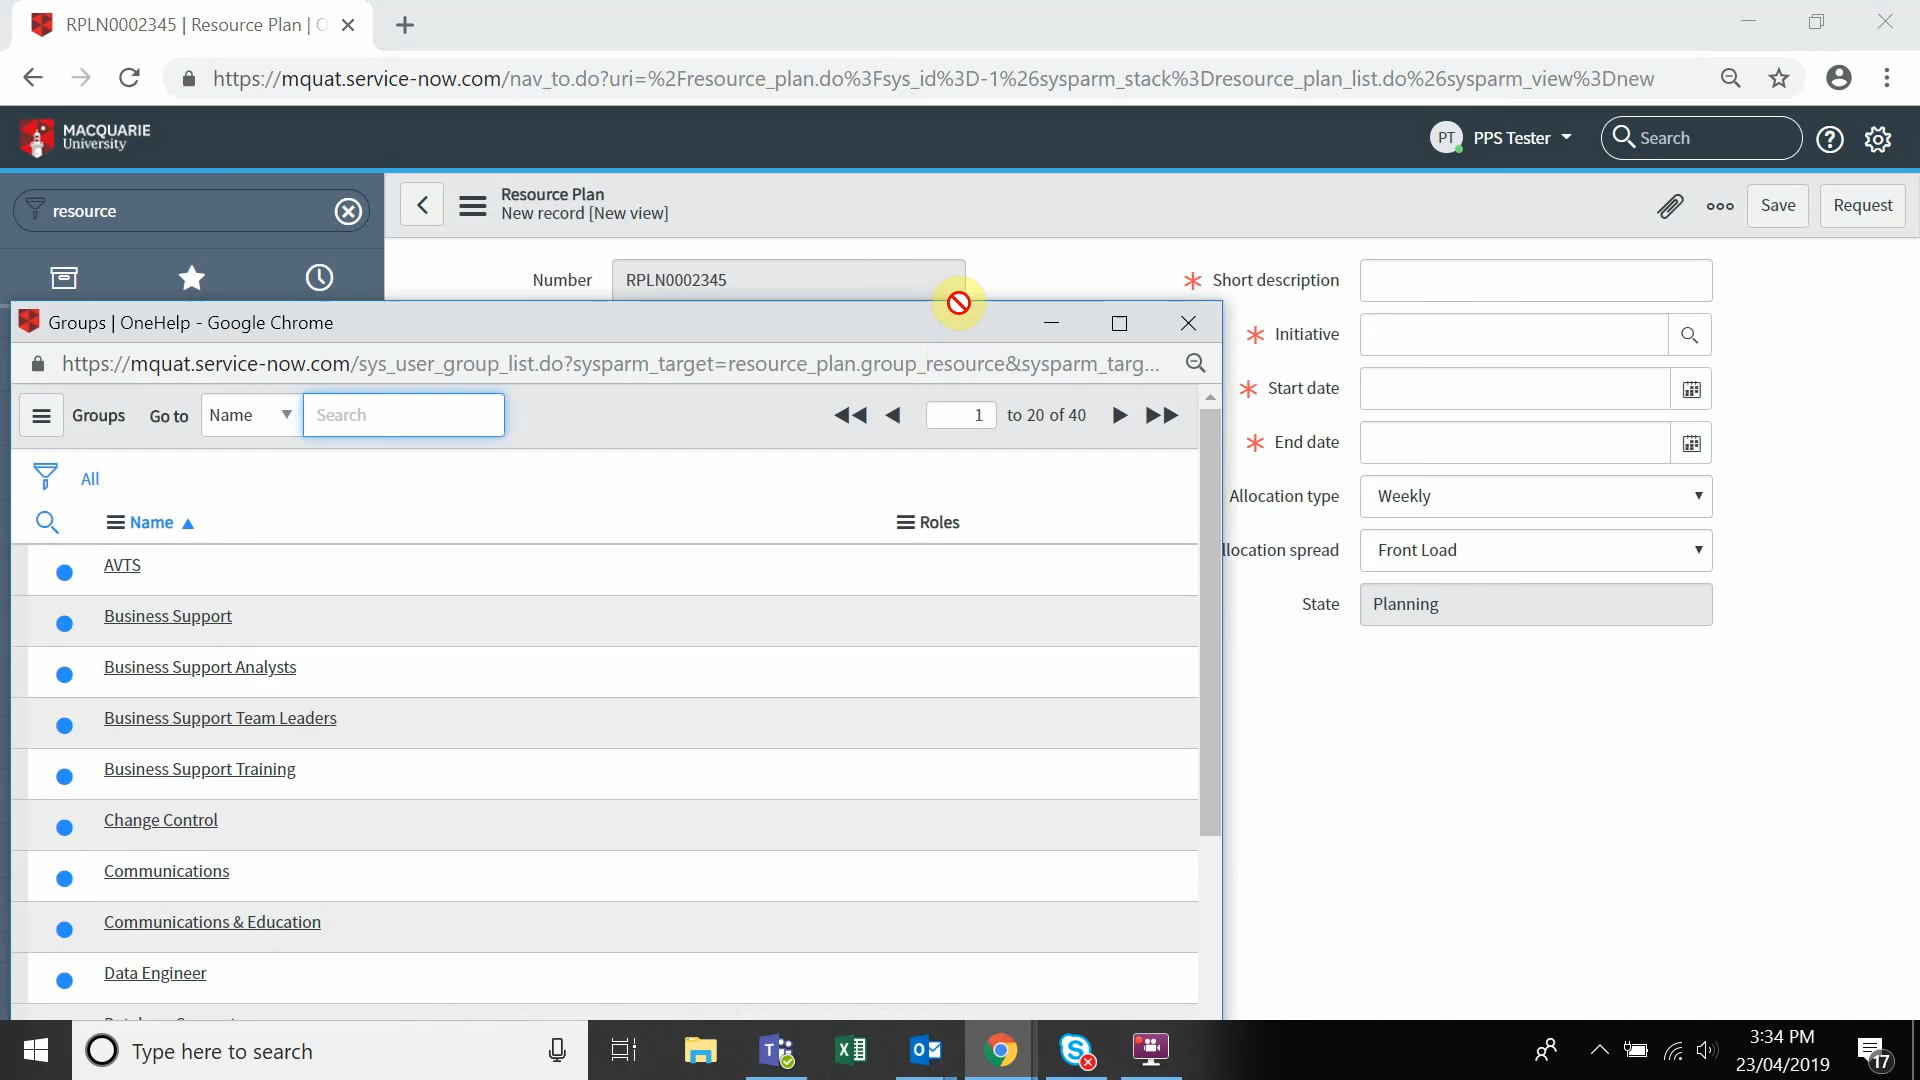 RPLN0002345 | Resource Plan | O
https://mquat.service-now.com/nav_to.do?uri=%2Fresource_plan.do%3Fsys_id%3D-1%26sysparm_stack%3Dresource_plan_list.do%26sysparm_view%3Dnew
MACQUARIE
University
PT
PPS Tester
Search
resource
Resource Plan
New record [New view]
Save
Request
Number
RPLN0002345
Short description
Groups | OneHelp - Google Chrome
Initiative
https://mquat.service-now.com/sys_user_group_list.do?sysparm_target=resource_plan.group_resource&sysparm_targ...
Start date
Groups
Go to
Name
Search
1
to 20 of 40
End date
All
Allocation type
Weekly
Name
Roles
llocation spread
Front Load
AVTS
State
Planning
Business Support
Business Support Analysts
Business Support Team Leaders
Business Support Training
Change Control
Communications
Communications & Education
Data Engineer
Type here to search
3:34 PM
23/04/2019
17